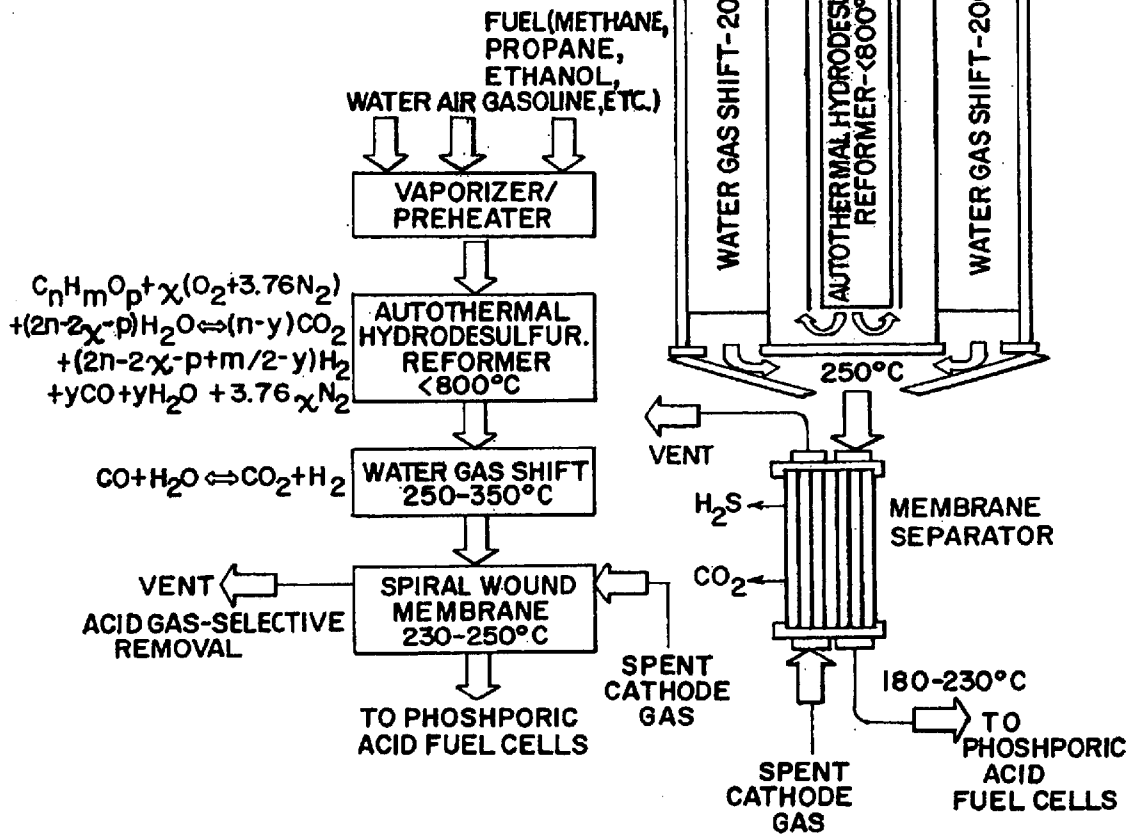 FUEL(METHANE,
PROPANE,
ETHANOL,
WATER AIR GASOLINE,ETC.)
VAPORIZER/
PREHEATER
CₙHₘOₚ+χ(O₂+3.76N₂)
+(2n-2χ-p)H₂O⇔(n-y)CO₂
+(2n-2χ-p+m/2-y)H₂
+yCO+yH₂O +3.76χN₂
AUTOTHERMAL
HYDRODESULFUR.
REFORMER
<800°C
CO+H₂O⇔CO₂+H₂
WATER GAS SHIFT
250-350°C
VENT
ACID GAS-SELECTIVE
REMOVAL
SPIRAL WOUND
MEMBRANE
230-250°C
SPENT
CATHODE
GAS
TO PHOSHPORIC
ACID FUEL CELLS
WATER GAS SHIFT-20
AUTOTHERMAL HYDRODES
REFORMER-<800°
WATER GAS SHIFT-20
250°C
VENT
H₂S
CO₂
MEMBRANE
SEPARATOR
180-230°C
TO
PHOSHPORIC
ACID
FUEL CELLS
SPENT
CATHODE
GAS